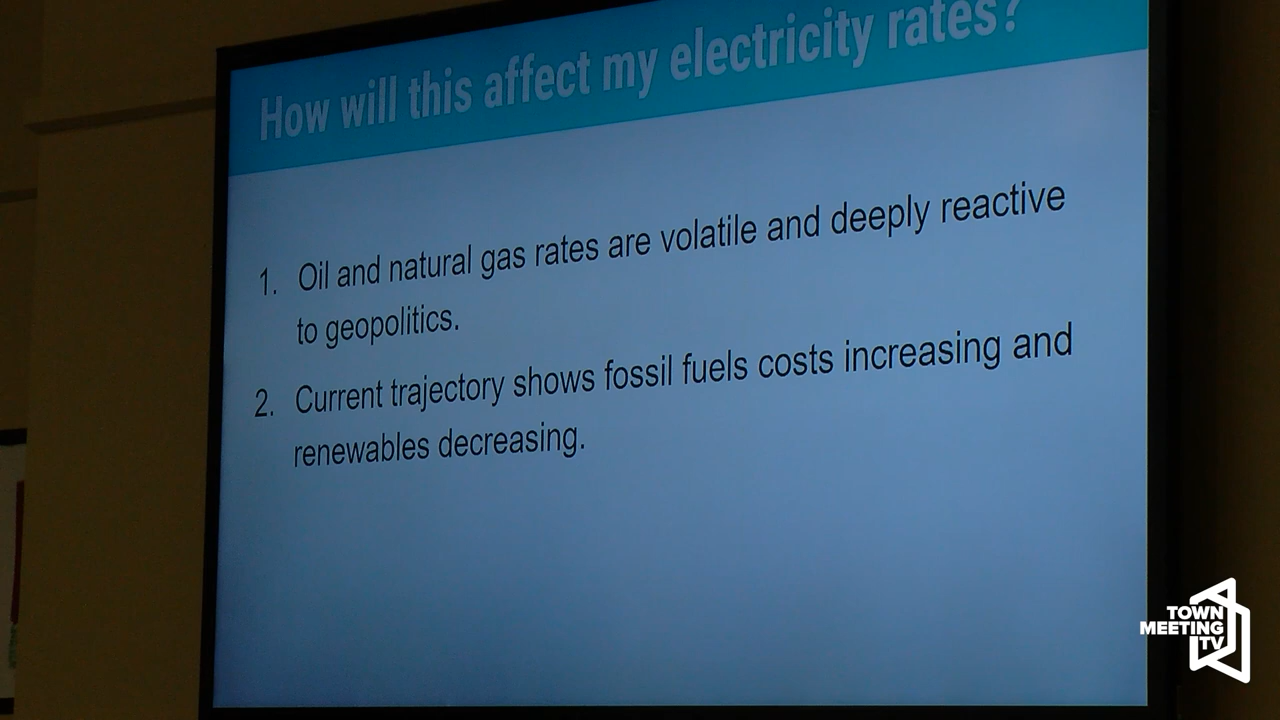 How will this affect my electricity rates?
1. Oil and natural gas rates are volatile and deeply reactive
to geopolitics.
2. Current trajectory shows fossil fuels costs increasing and
renewables decreasing.
TOWN
MEETING
TV